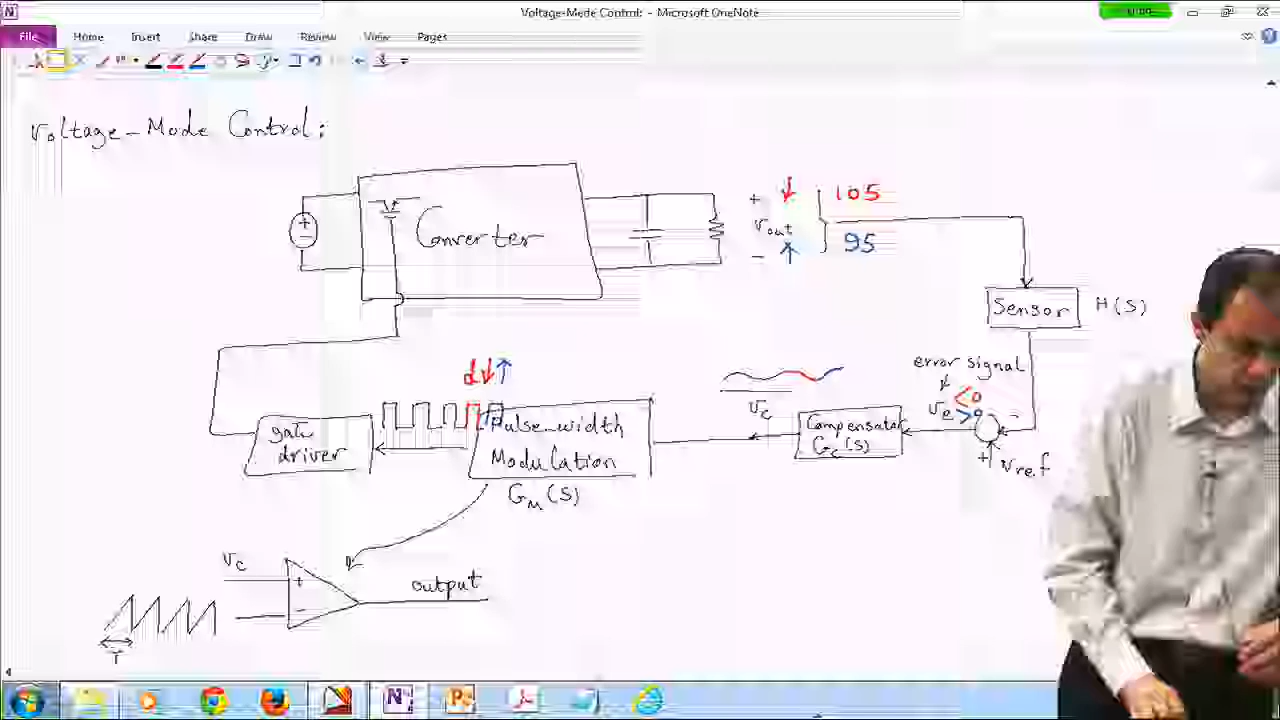 Voltage-Mode Control: - Microsoft OneNote
File Home Insert Share Draw Review View Pages
Voltage-Mode Control:
+ 105
Converter
Vout
- 95
Sensor H(S)
error signal
d
Ve <0
>0
Vc
-
+
Vref
Compensator
Gc(S)
Pulse-width
Modulation
GM(S)
gate
driver
Vc
+
-
output
T